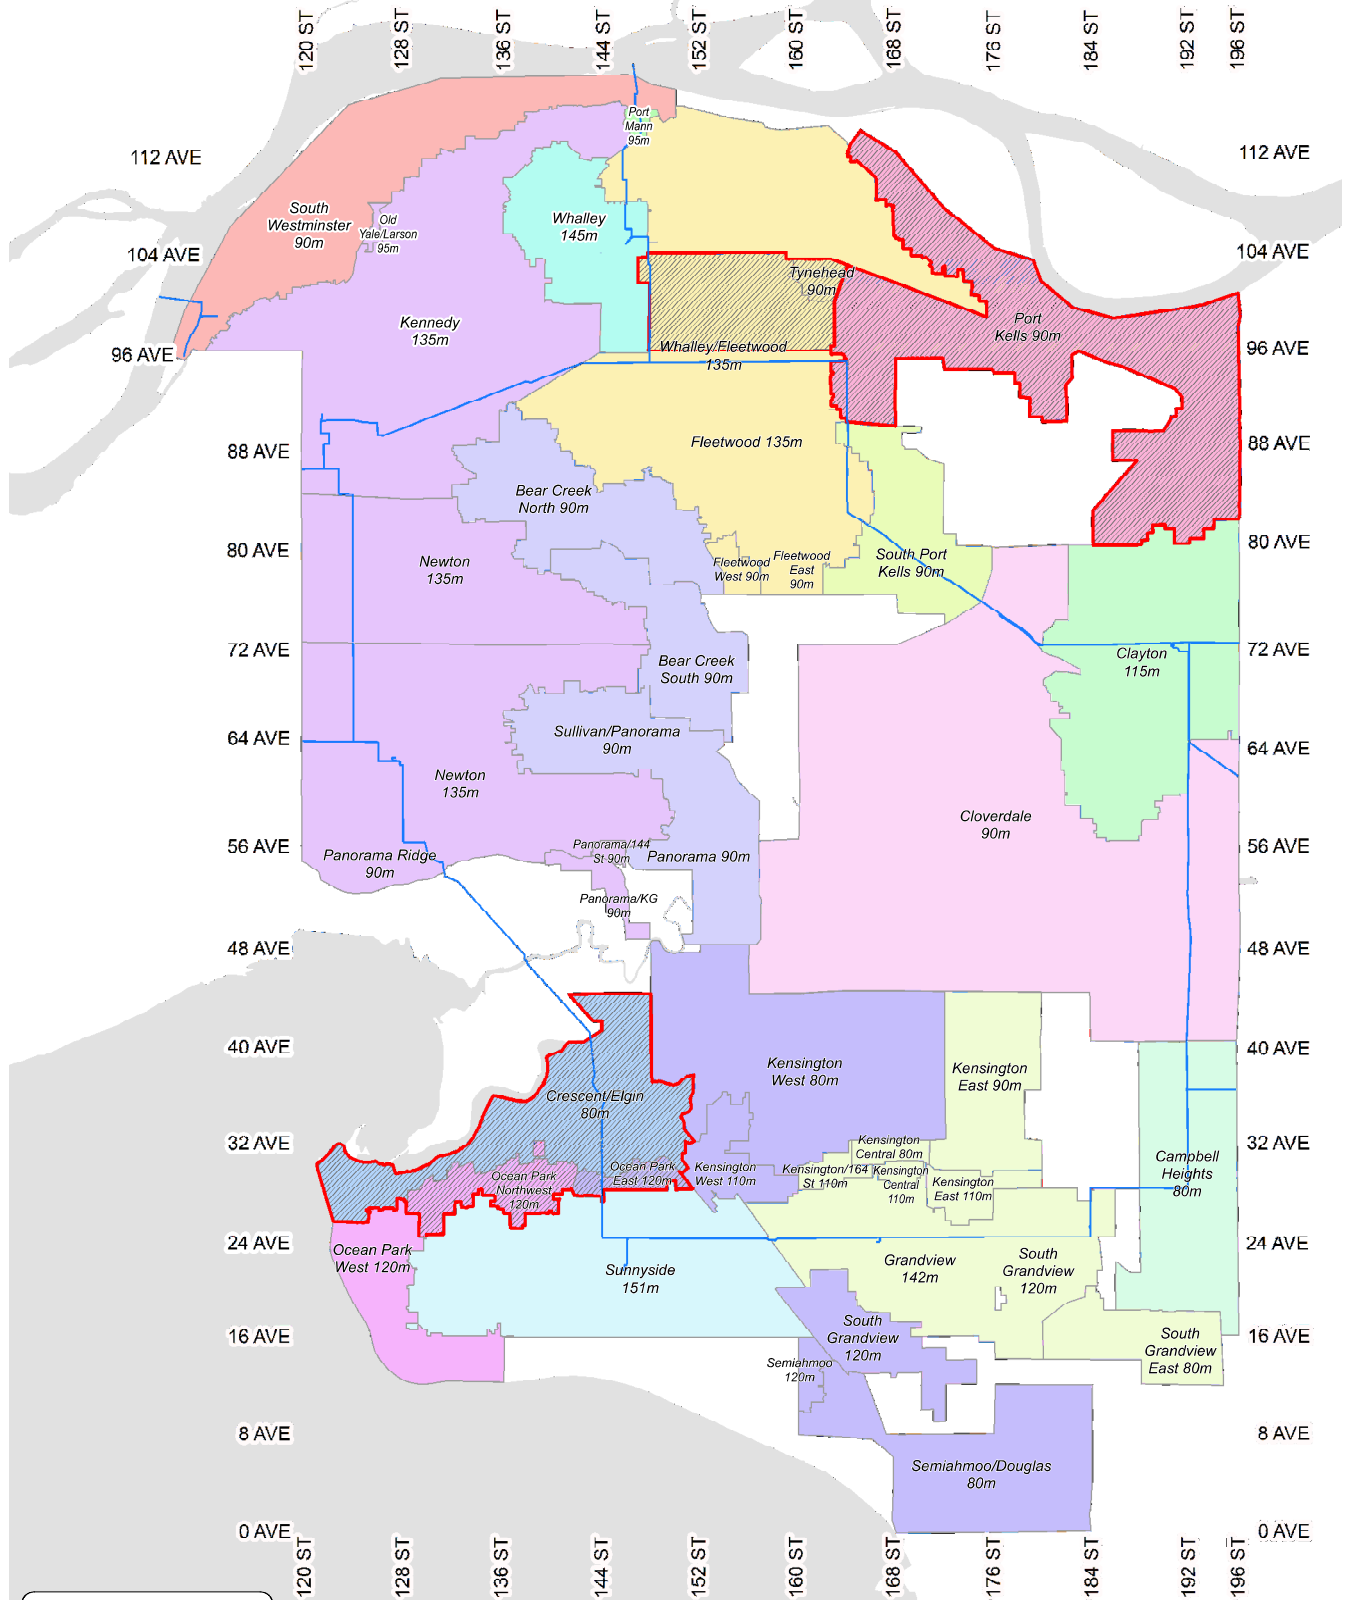 120 ST
128 ST
136 ST
144 ST
152 ST
160 ST
168 ST
176 ST
184 ST
192 ST
196 ST
112 AVE
104 AVE
96 AVE
88 AVE
80 AVE
72 AVE
64 AVE
56 AVE
48 AVE
40 AVE
32 AVE
24 AVE
16 AVE
8 AVE
0 AVE
112 AVE
104 AVE
96 AVE
88 AVE
80 AVE
72 AVE
64 AVE
56 AVE
48 AVE
40 AVE
32 AVE
24 AVE
16 AVE
8 AVE
0 AVE
Port
Mann
95m
South
Westminster
90m
Old
Yale/Larson
95m
Whalley
145m
Tynehead
90m
Kennedy
135m
Port
Kells 90m
Whalley/Fleetwood
135m
Fleetwood 135m
Bear Creek
North 90m
Newton
135m
Fleetwood
West 90m
Fleetwood
East
90m
South Port
Kells 90m
Bear Creek
South 90m
Clayton
115m
Sullivan/Panorama
90m
Newton
135m
Cloverdale
90m
Panorama Ridge
90m
Panorama/144
St 90m
Panorama 90m
Panorama/KG
90m
Kensington
West 80m
Kensington
East 90m
Crescent/Elgin
80m
Kensington
Central 80m
Ocean Park
Northwest
120m
Ocean Park
East 120m
Kensington
West 110m
Kensington/164
St 110m
Kensington
Central
110m
Kensington
East 110m
Campbell
Heights
80m
Ocean Park
West 120m
Sunnyside
151m
Grandview
142m
South
Grandview
120m
South
Grandview
120m
South
Grandview
East 80m
Semiahmoo
120m
Semiahmoo/Douglas
80m
120 ST
128 ST
136 ST
144 ST
152 ST
160 ST
168 ST
176 ST
184 ST
192 ST
196 ST